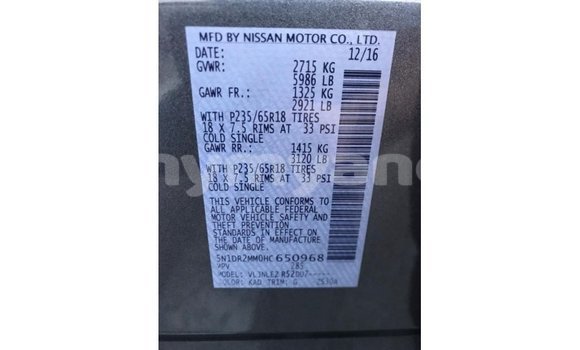 MFD BY NISSAN MOTOR CO., LTD.
DATE: 12/16
GVWR: 2715 KG
5986 LB
GAWR FR.: 1325 KG
2921 LB
WITH P235/65R18 TIRES
18 X 7.5 RIMS AT 33 PSI
COLD SINGLE
GAWR RR.: 1415 KG
3120 LB
WITH P235/65R18 TIRES
18 X 7.5 RIMS AT 33 PSI
COLD SINGLE
THIS VEHICLE CONFORMS TO
ALL APPLICABLE FEDERAL
MOTOR VEHICLE SAFETY AND
THEFT PREVENTION
STANDARDS IN EFFECT ON
THE DATE OF MANUFACTURE
SHOWN ABOVE.
5N1DR2MM0HC650968
MPV
COLOR: KAD TRIM: G